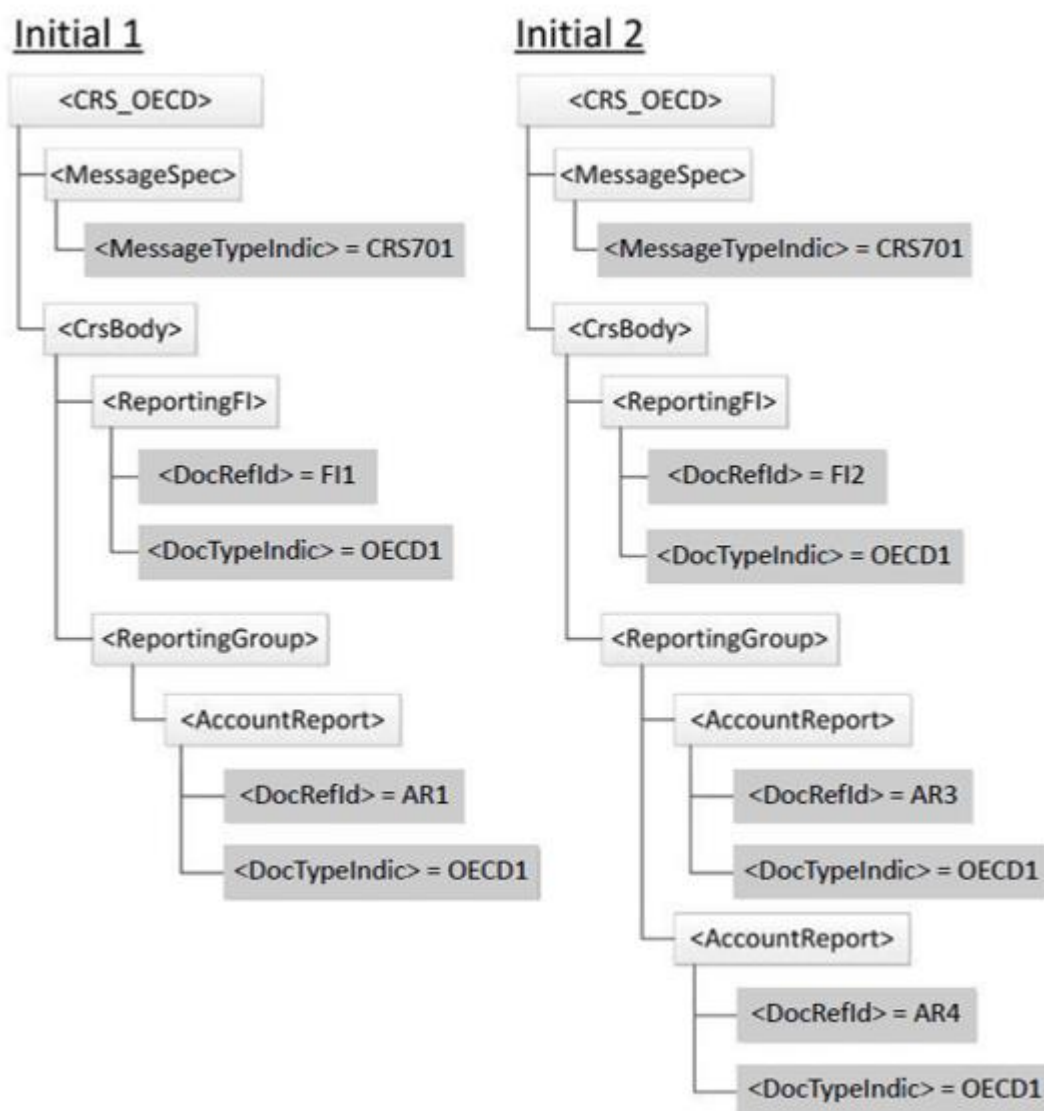 Initial 1
<CRS_OECD>
<MessageSpec>
<MessageTypeIndic> = CRS701
<CrsBody>
<ReportingFI>
<DocRefId> = FI1
<DocTypeIndic> = OECD1
<ReportingGroup>
<AccountReport>
<DocRefId> = AR1
<DocTypeIndic> = OECD1
Initial 2
<CRS_OECD>
<MessageSpec>
<MessageTypeIndic> = CRS701
<CrsBody>
<ReportingFI>
<DocRefId> = FI2
<DocTypeIndic> = OECD1
<ReportingGroup>
<AccountReport>
<DocRefId> = AR3
<DocTypeIndic> = OECD1
<AccountReport>
<DocRefId> = AR4
<DocTypeIndic> = OECD1